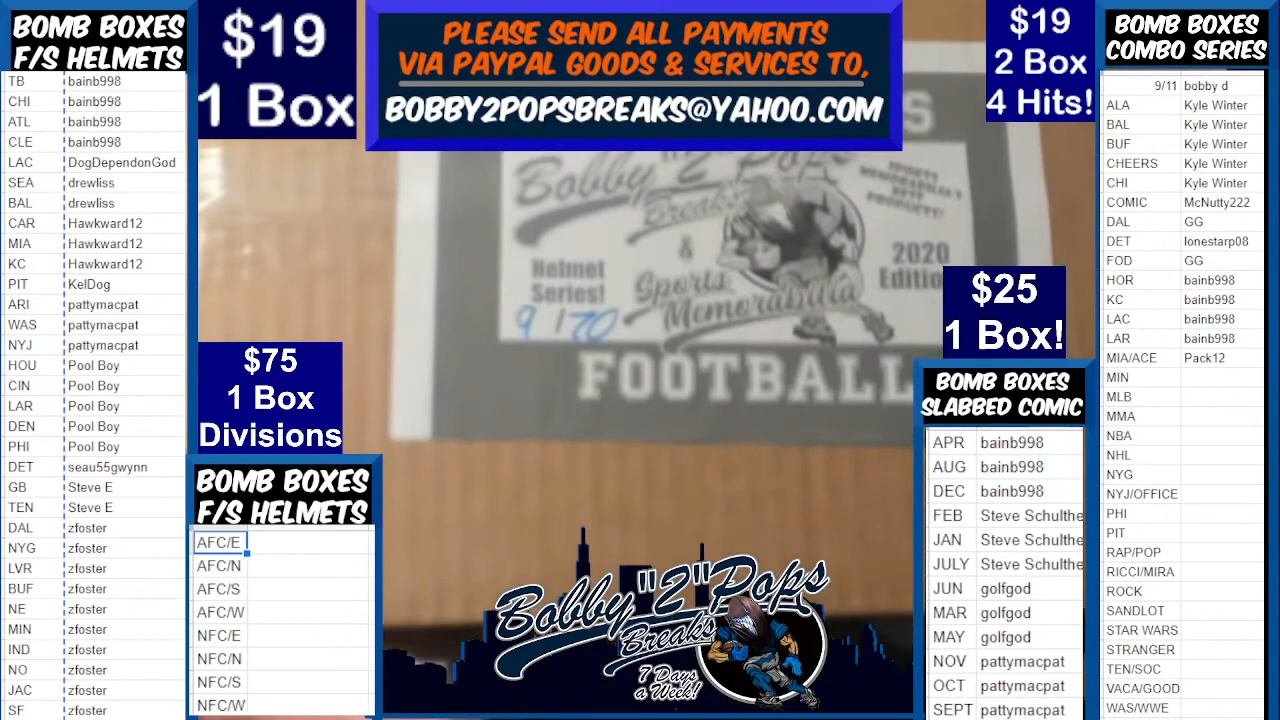 BOMB BOXES
F/S HELMETS
TB bainb998
CHI bainb998
ATL bainb998
CLE bainb998
LAC DogDependonGod
SEA drewliss
BAL drewliss
CAR Hawkward12
MIA Hawkward12
KC Hawkward12
PIT KelDog
ARI pattymacpat
WAS pattymacpat
NYJ pattymacpat
HOU Pool Boy
CIN Pool Boy
LAR Pool Boy
DEN Pool Boy
PHI Pool Boy
DET seau55gwynn
GB Steve E
TEN Steve E
DAL zfoster
NYG zfoster
LVR zfoster
BUF zfoster
NE zfoster
MIN zfoster
IND zfoster
NO zfoster
JAC zfoster
SF zfoster
$19
1 Box
$75
1 Box
Divisions
BOMB BOXES
F/S HELMETS
AFC/E
AFC/N
AFC/S
AFC/W
NFC/E
NFC/N
NFC/S
NFC/W
PLEASE SEND ALL PAYMENTS
VIA PAYPAL GOODS & SERVICES TO,
BOBBY2POPSBREAKS@YAHOO.COM
Bobby "2" Pops
Breaks
&
Sports
Memorabilia
Helmet
Series!
9/20
2020
Edition
FOOTBALL
Bobby "2" Pops
Breaks
7 Days
a Week!
$19
2 Box
4 Hits!
$25
1 Box!
BOMB BOXES
SLABBED COMIC
APR bainb998
AUG bainb998
DEC bainb998
FEB Steve Schulthe
JAN Steve Schulthe
JULY Steve Schulthe
JUN golfgod
MAR golfgod
MAY golfgod
NOV pattymacpat
OCT pattymacpat
SEPT pattymacpat
BOMB BOXES
COMBO SERIES
9/11 bobby d
ALA Kyle Winter
BAL Kyle Winter
BUF Kyle Winter
CHEERS Kyle Winter
CHI Kyle Winter
COMIC McNutty222
DAL GG
DET lonestarp08
FOD GG
HOR bainb998
KC bainb998
LAC bainb998
LAR bainb998
MIA/ACE Pack12
MIN
MLB
MMA
NBA
NHL
NYG
NYJ/OFFICE
PHI
PIT
RAP/POP
RICCI/MIRA
ROCK
SANDLOT
STAR WARS
STRANGER
TEN/SOC
VACA/GOOD
WAS/WWE